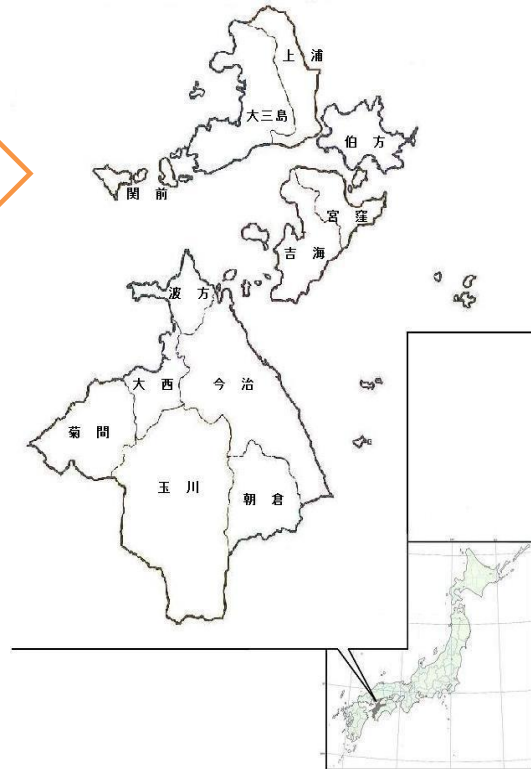 上 浦
大三島
伯 方
関 前
宮 窪
吉 海
波 方
大 西
今 治
菊 間
玉 川
朝 倉